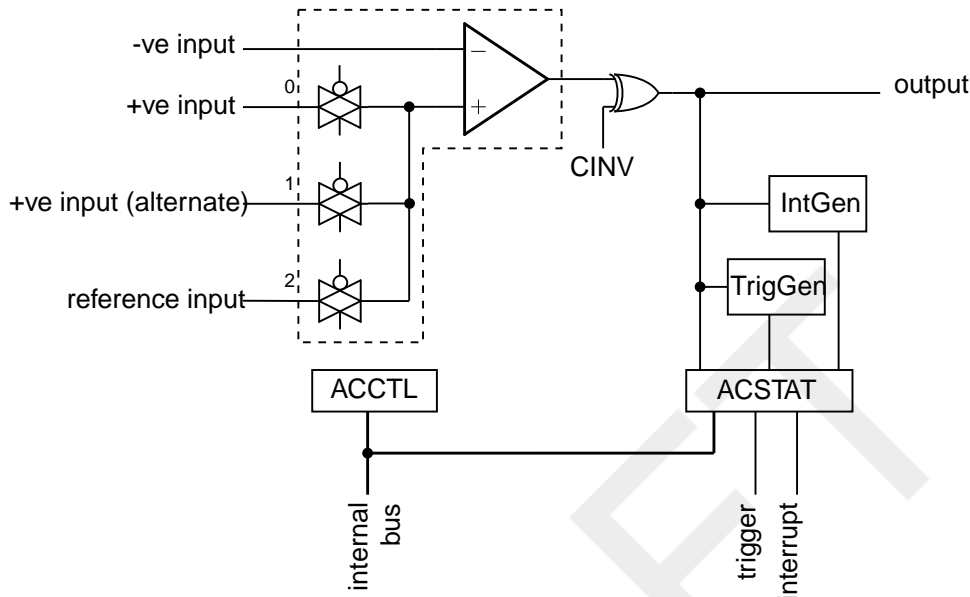 -ve input
−
output
0
+ve input
+
CINV
1
+ve input (alternate)
IntGen
2
reference input
TrigGen
ACCTL
ACSTAT
internal
bus
trigger
interrupt
FT